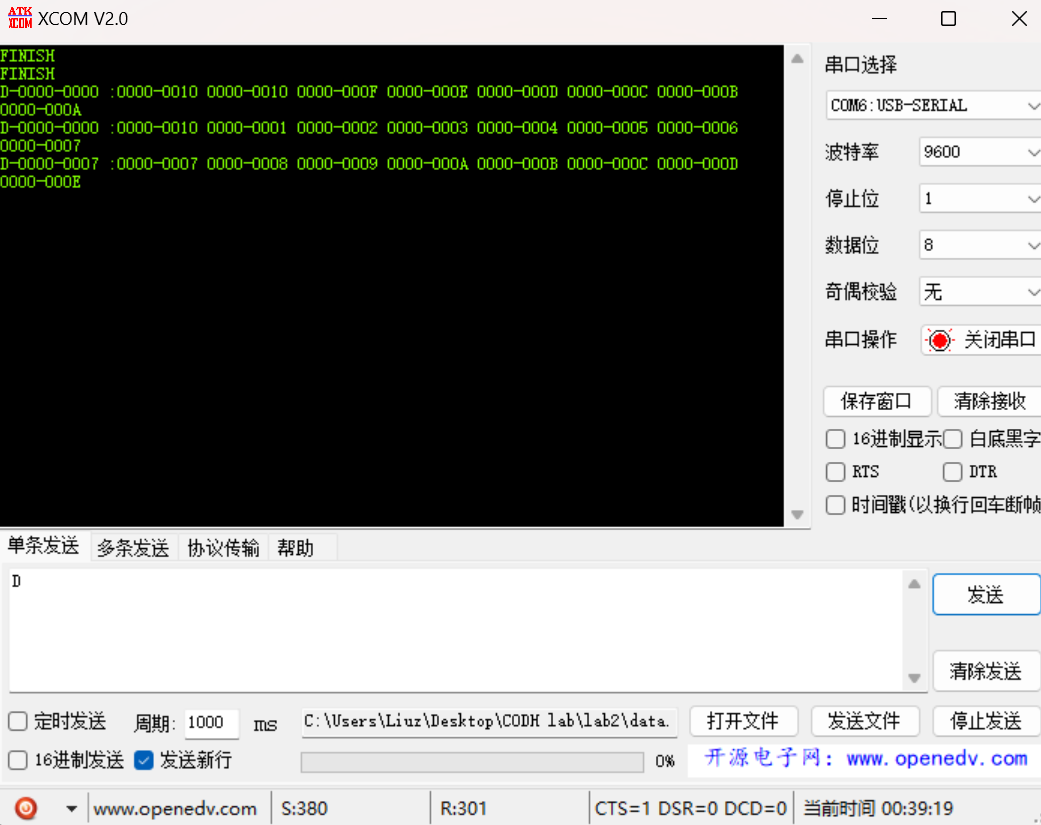 ATK XCOM XCOM V2.0
FINISH
FINISH
D-0000-0000 :0000-0010 0000-0010 0000-000F 0000-000E 0000-000D 0000-000C 0000-000B
0000-000A
D-0000-0000 :0000-0010 0000-0001 0000-0002 0000-0003 0000-0004 0000-0005 0000-0006
0000-0007
D-0000-0007 :0000-0007 0000-0008 0000-0009 0000-000A 0000-000B 0000-000C 0000-000D
0000-000E
串口选择
COM6:USB-SERIAL
波特率 9600
停止位 1
数据位 8
奇偶校验 无
串口操作 关闭串口
保存窗口 清除接收
16进制显示 白底黑字
RTS DTR
时间戳(以换行回车断帧
单条发送 多条发送 协议传输 帮助
D
发送
清除发送
定时发送 周期: 1000 ms C:\Users\Liuz\Desktop\CODH lab\lab2\data. 打开文件 发送文件 停止发送
16进制发送 发送新行 0% 开源电子网: www.openedv.com
www.openedv.com S:380 R:301 CTS=1 DSR=0 DCD=0 当前时间 00:39:19